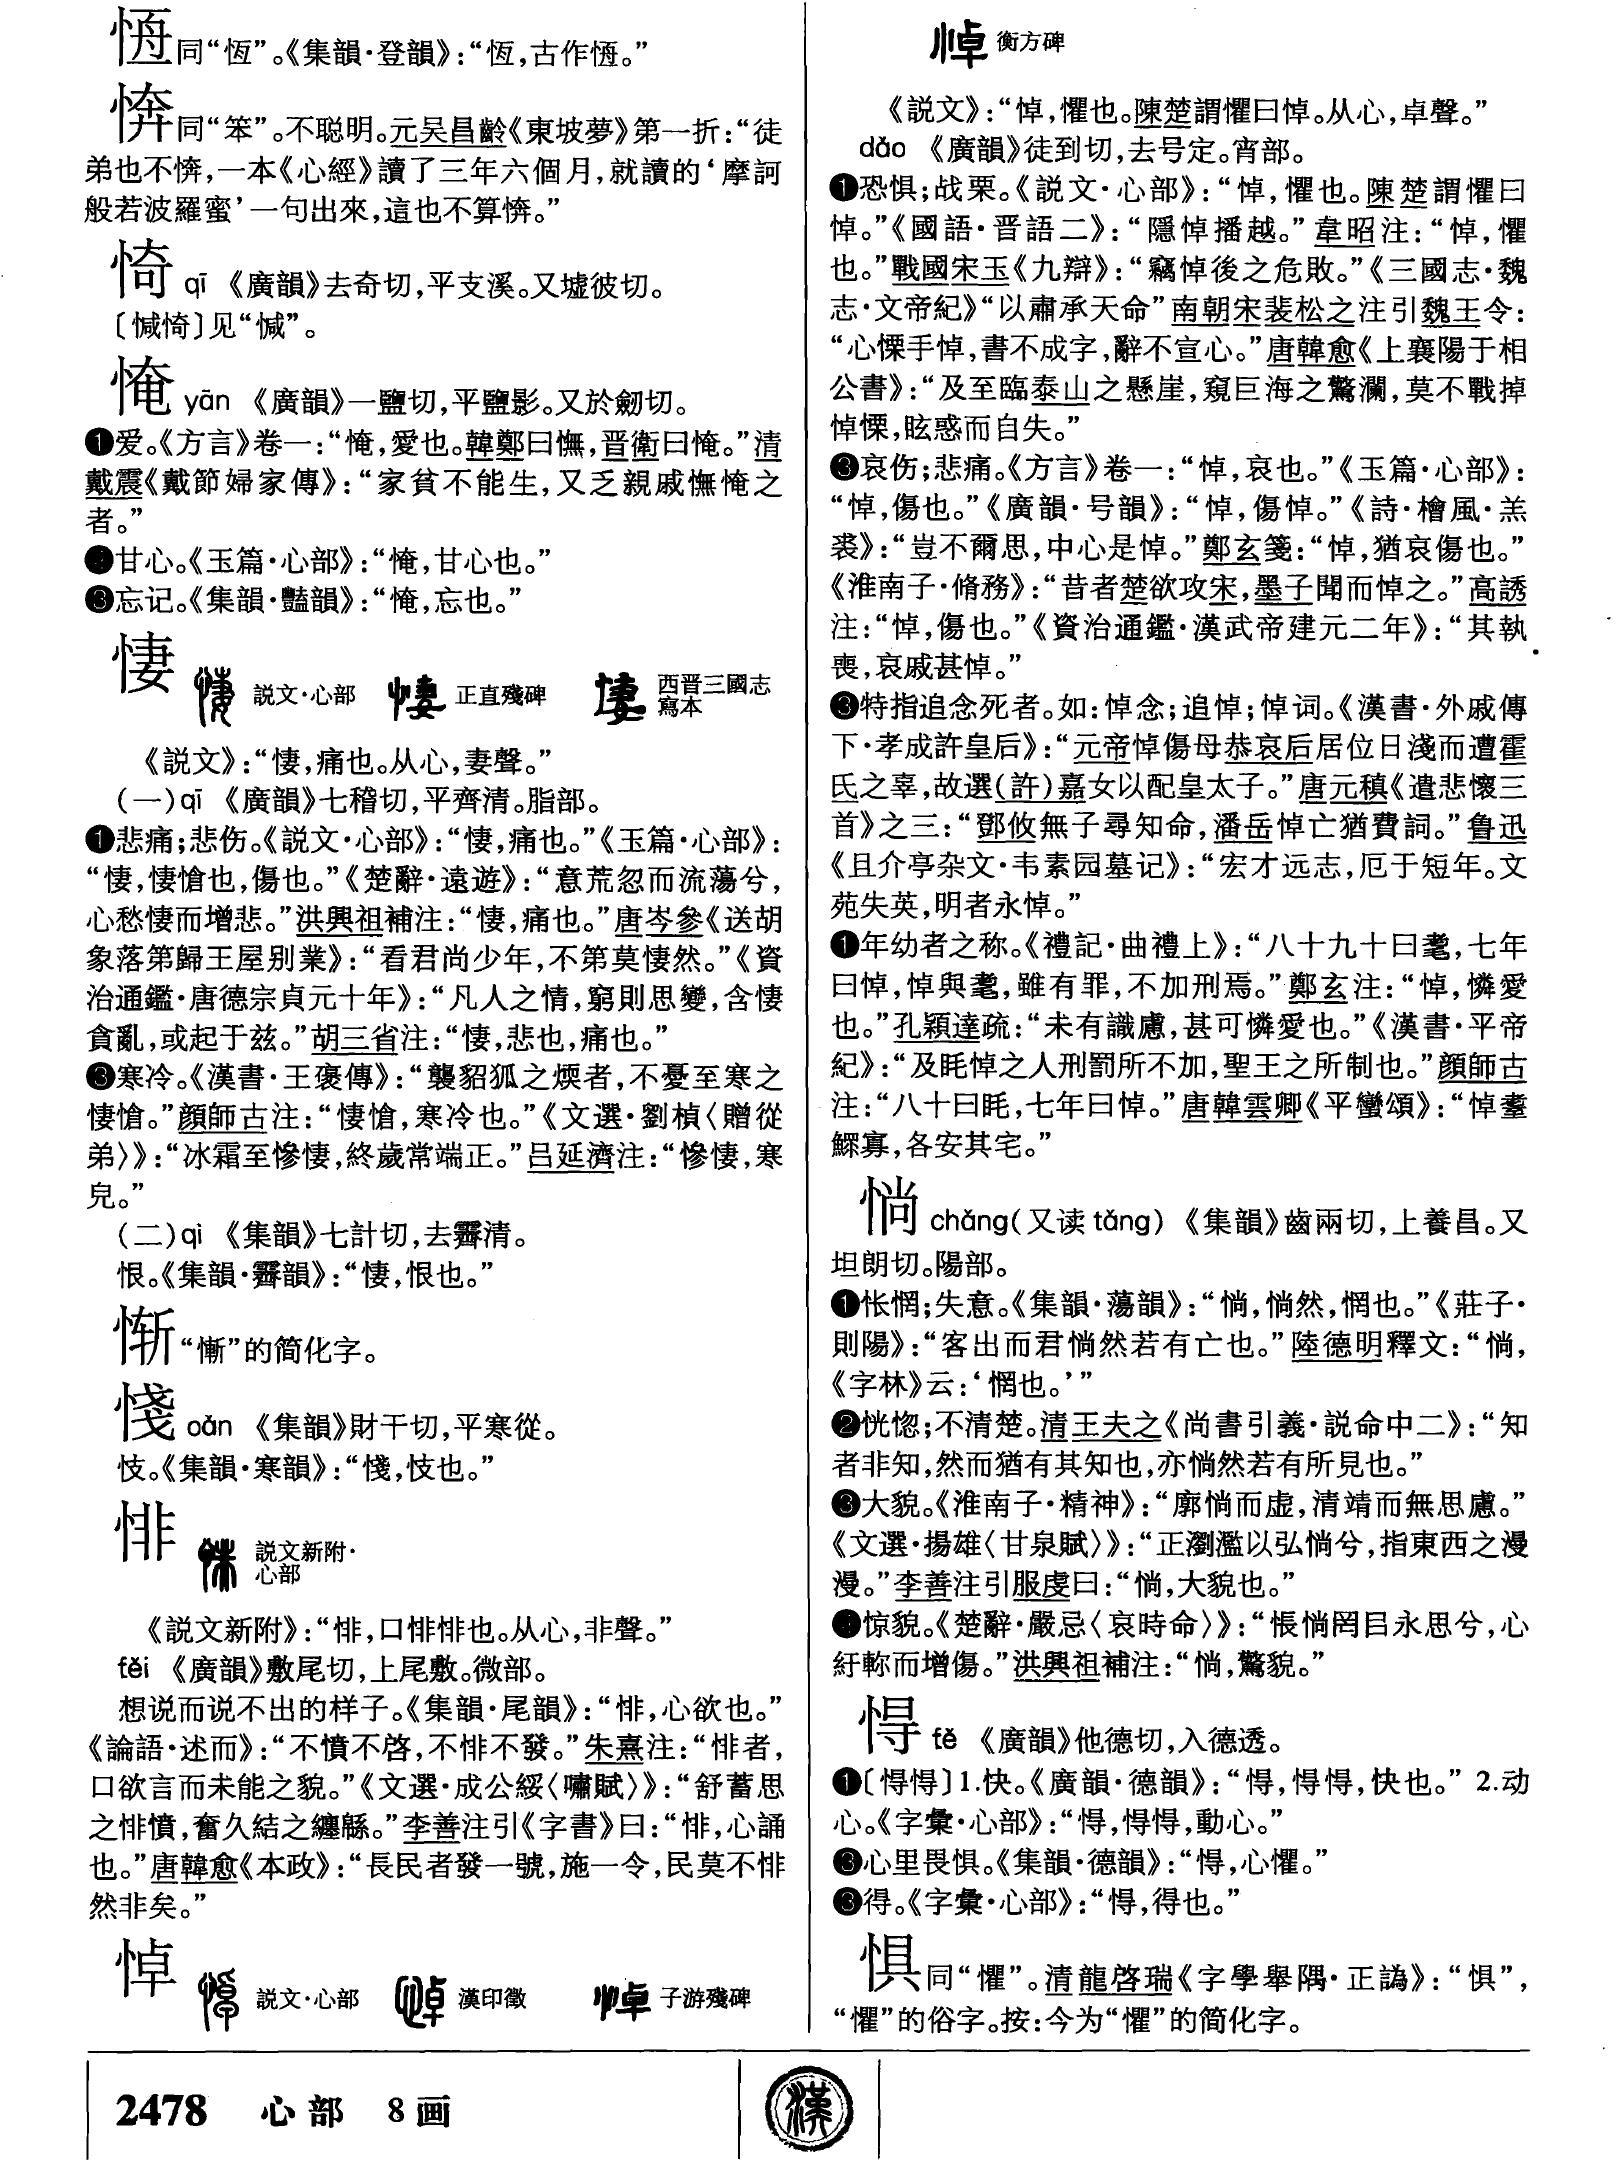 𢛢同“恆”。《集韻·登韻》：“恆，古作𢛢。”
㤓同“笨”。不聪明。元吴昌齡《東坡夢》第一折：“徒
弟也不㤓，一本《心經》讀了三年六個月，就讀的‘摩訶
般若波羅蜜’一句出來，這也不算㤓。”
㥓 qī 《廣韻》去奇切，平支溪。又墟彼切。
〔㦑㥓〕见“㦑”。
㤿 yān 《廣韻》一鹽切，平鹽影。又於劒切。
❶爱。《方言》卷一：“㤿，愛也。韓鄭曰憮，晋衛曰㤿。”清
戴震《戴節婦家傳》：“家貧不能生，又乏親戚憮㤿之
者。”
❷甘心。《玉篇·心部》：“㤿，甘心也。”
❸忘记。《集韻·豔韻》：“㤿，忘也。”
悽 説文·心部 正直殘碑 西晋三國志
寫本
《説文》：“悽，痛也。从心，妻聲。”
(一)qī 《廣韻》七稽切，平齊清。脂部。
❶悲痛；悲伤。《説文·心部》：“悽，痛也。”《玉篇·心部》：
“悽，悽愴也，傷也。”《楚辭·遠遊》：“意荒忽而流蕩兮，
心愁悽而增悲。”洪興祖補注：“悽，痛也。”唐岑參《送胡
象落第歸王屋别業》：“看君尚少年，不第莫悽然。”《資
治通鑑·唐德宗貞元十年》：“凡人之情，窮則思變，含悽
貪亂，或起于兹。”胡三省注：“悽，悲也，痛也。”
❸寒冷。《漢書·王褒傳》：“襲貂狐之煗者，不憂至寒之
悽愴。”顔師古注：“悽愴，寒冷也。”《文選·劉楨〈贈從
弟〉》：“冰霜至慘悽，終歲常端正。”吕延濟注：“慘悽，寒
皃。”
(二)qi 《集韻》七計切，去霽清。
恨。《集韻·霽韻》：“悽，恨也。”
惭“慚”的简化字。
㥇 cǎn 《集韻》財干切，平寒從。
忮。《集韻·寒韻》：“㥇，忮也。”
悱 説文新附·
心部
《説文新附》：“悱，口悱悱也。从心，非聲。”
fěi 《廣韻》敷尾切，上尾敷。微部。
想说而说不出的样子。《集韻·尾韻》：“悱，心欲也。”
《論語·述而》：“不憤不啓，不悱不發。”朱熹注：“悱者，
口欲言而未能之貌。”《文選·成公綏〈嘯賦〉》：“舒蓄思
之悱憤，奮久結之纏緜。”李善注引《字書》曰：“悱，心誦
也。”唐韓愈《本政》：“長民者發一號，施一令，民莫不悱
然非矣。”
悼 説文·心部 漢印徵 子游殘碑
衡方碑
《説文》：“悼，懼也。陳楚謂懼曰悼。从心，卓聲。”
dǎo 《廣韻》徒到切，去号定。宵部。
❶恐惧；战栗。《説文·心部》：“悼，懼也。陳楚謂懼曰
悼。”《國語·晋語二》：“隱悼播越。”韋昭注：“悼，懼
也。”戰國宋玉《九辯》：“竊悼後之危敗。”《三國志·魏
志·文帝紀》“以肅承天命”南朝宋裴松之注引魏王令：
“心慄手悼，書不成字，辭不宣心。”唐韓愈《上襄陽于相
公書》：“及至臨泰山之懸崖，窺巨海之驚瀾，莫不戰掉
悼慄，眩惑而自失。”
❸哀伤；悲痛。《方言》卷一：“悼，哀也。”《玉篇·心部》：
“悼，傷也。”《廣韻·号韻》：“悼，傷悼。”《詩·檜風·羔
裘》：“豈不爾思，中心是悼。”鄭玄箋：“悼，猶哀傷也。”
《淮南子·脩務》：“昔者楚欲攻宋，墨子聞而悼之。”高誘
注：“悼，傷也。”《資治通鑑·漢武帝建元二年》：“其執
喪，哀戚甚悼。”
❸特指追念死者。如：悼念；追悼；悼词。《漢書·外戚傳
下·孝成許皇后》：“元帝悼傷母恭哀后居位日淺而遭霍
氏之辜，故選(許)嘉女以配皇太子。”唐元稹《遣悲懷三
首》之三：“鄧攸無子尋知命，潘岳悼亡猶費詞。”鲁迅
《且介亭杂文·韦素园墓记》：“宏才远志，厄于短年。文
苑失英，明者永悼。”
❶年幼者之称。《禮記·曲禮上》：“八十九十曰耄，七年
曰悼，悼與耄，雖有罪，不加刑焉。”鄭玄注：“悼，憐愛
也。”孔穎達疏：“未有識慮，甚可憐愛也。”《漢書·平帝
紀》：“及眊悼之人刑罰所不加，聖王之所制也。”顔師古
注：“八十曰眊，七年曰悼。”唐韓雲卿《平蠻頌》：“悼耋
鰥寡，各安其宅。”
惝 chǎng(又读 tǎng) 《集韻》齒兩切，上養昌。又
坦朗切。陽部。
❶怅惘；失意。《集韻·蕩韻》：“惝，惝然，惘也。”《莊子·
則陽》：“客出而君惝然若有亡也。”陸德明釋文：“惝，
《字林》云：‘惘也。’”
❷恍惚；不清楚。清王夫之《尚書引義·説命中二》：“知
者非知，然而猶有其知也，亦惝然若有所見也。”
❸大貌。《淮南子·精神》：“廓惝而虚，清靖而無思慮。”
《文選·揚雄〈甘泉賦〉》：“正瀏濫以弘惝兮，指東西之漫
漫。”李善注引服虔曰：“惝，大貌也。”
❹惊貌。《楚辭·嚴忌〈哀時命〉》：“悵惝罔目永思兮，心
紆軫而增傷。”洪興祖補注：“惝，驚貌。”
㝶 tě 《廣韻》他德切，入德透。
❶〔㝶㝶〕1.快。《廣韻·德韻》：“㝶，㝶㝶，快也。” 2.动
心。《字彙·心部》：“㝶，㝶㝶，動心。”
❸心里畏惧。《集韻·德韻》：“㝶，心懼。”
❸得。《字彙·心部》：“㝶，得也。”
惧同“懼”。清龍啓瑞《字學舉隅·正譌》：“惧”，
“懼”的俗字。按：今为“懼”的简化字。
2478 心部 8画
漢